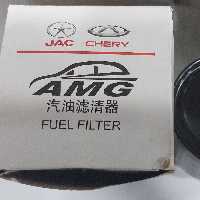 JAC CHERY
AMG
汽油滤清器
FUEL FILTER